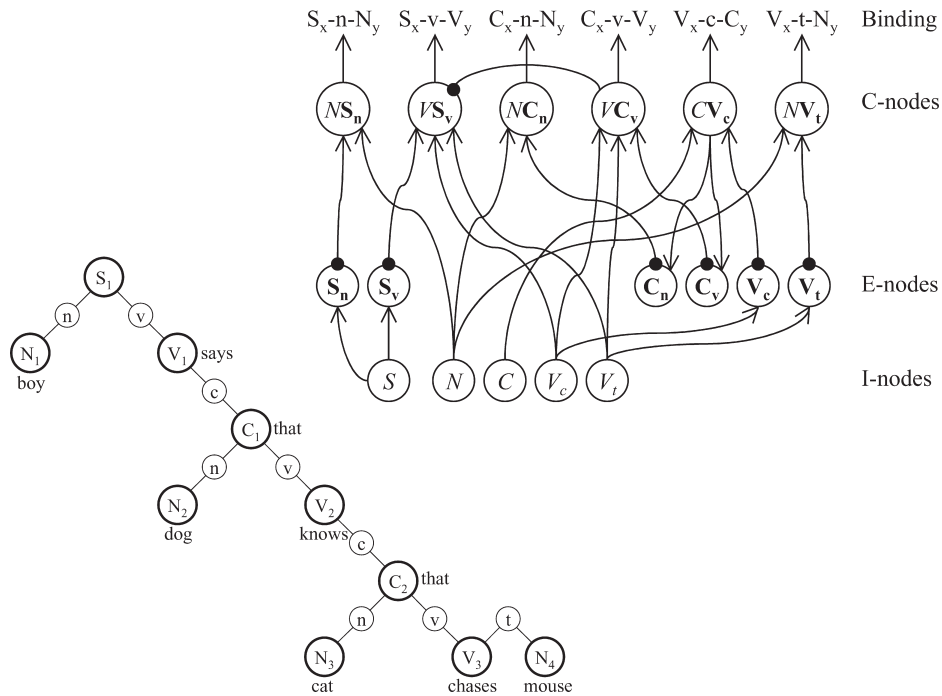 Sx-n-Ny Sx-v-Vy Cx-n-Ny Cx-v-Vy Vx-c-Cy Vx-t-Ny Binding
NSn VSv NCn VCv CVc NVt C-nodes
Sn Sv Cn Cv Vc Vt E-nodes
S N C Vc Vt I-nodes
S1
n v
N1 V1 says
boy
c
C1 that
n v
N2 V2
dog knows
c
C2 that
n v t
N3 V3 N4
cat chases mouse